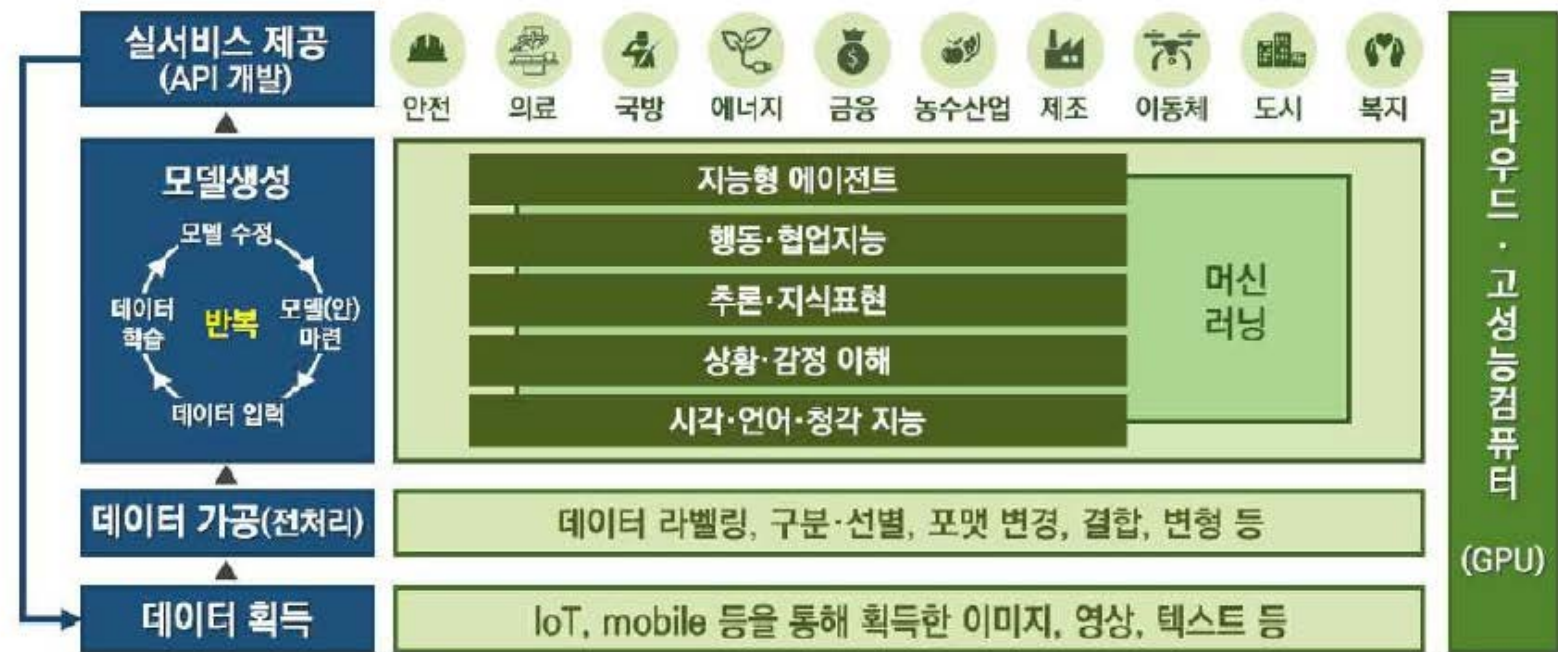 실서비스 제공
(API 개발)
안전
의료
국방
에너지
금융
농수산업
제조
이동체
도시
복지
모델생성
모델 수정
모델(안)
마련
데이터 입력
데이터
학습
반복
지능형 에이전트
행동·협업지능
추론·지식표현
상황·감정 이해
시각·언어·청각 지능
머신
러닝
데이터 가공(전처리)
데이터 라벨링, 구분·선별, 포맷 변경, 결합, 변형 등
데이터 획득
IoT, mobile 등을 통해 획득한 이미지, 영상, 텍스트 등
클라우드·고성능컴퓨터
(GPU)